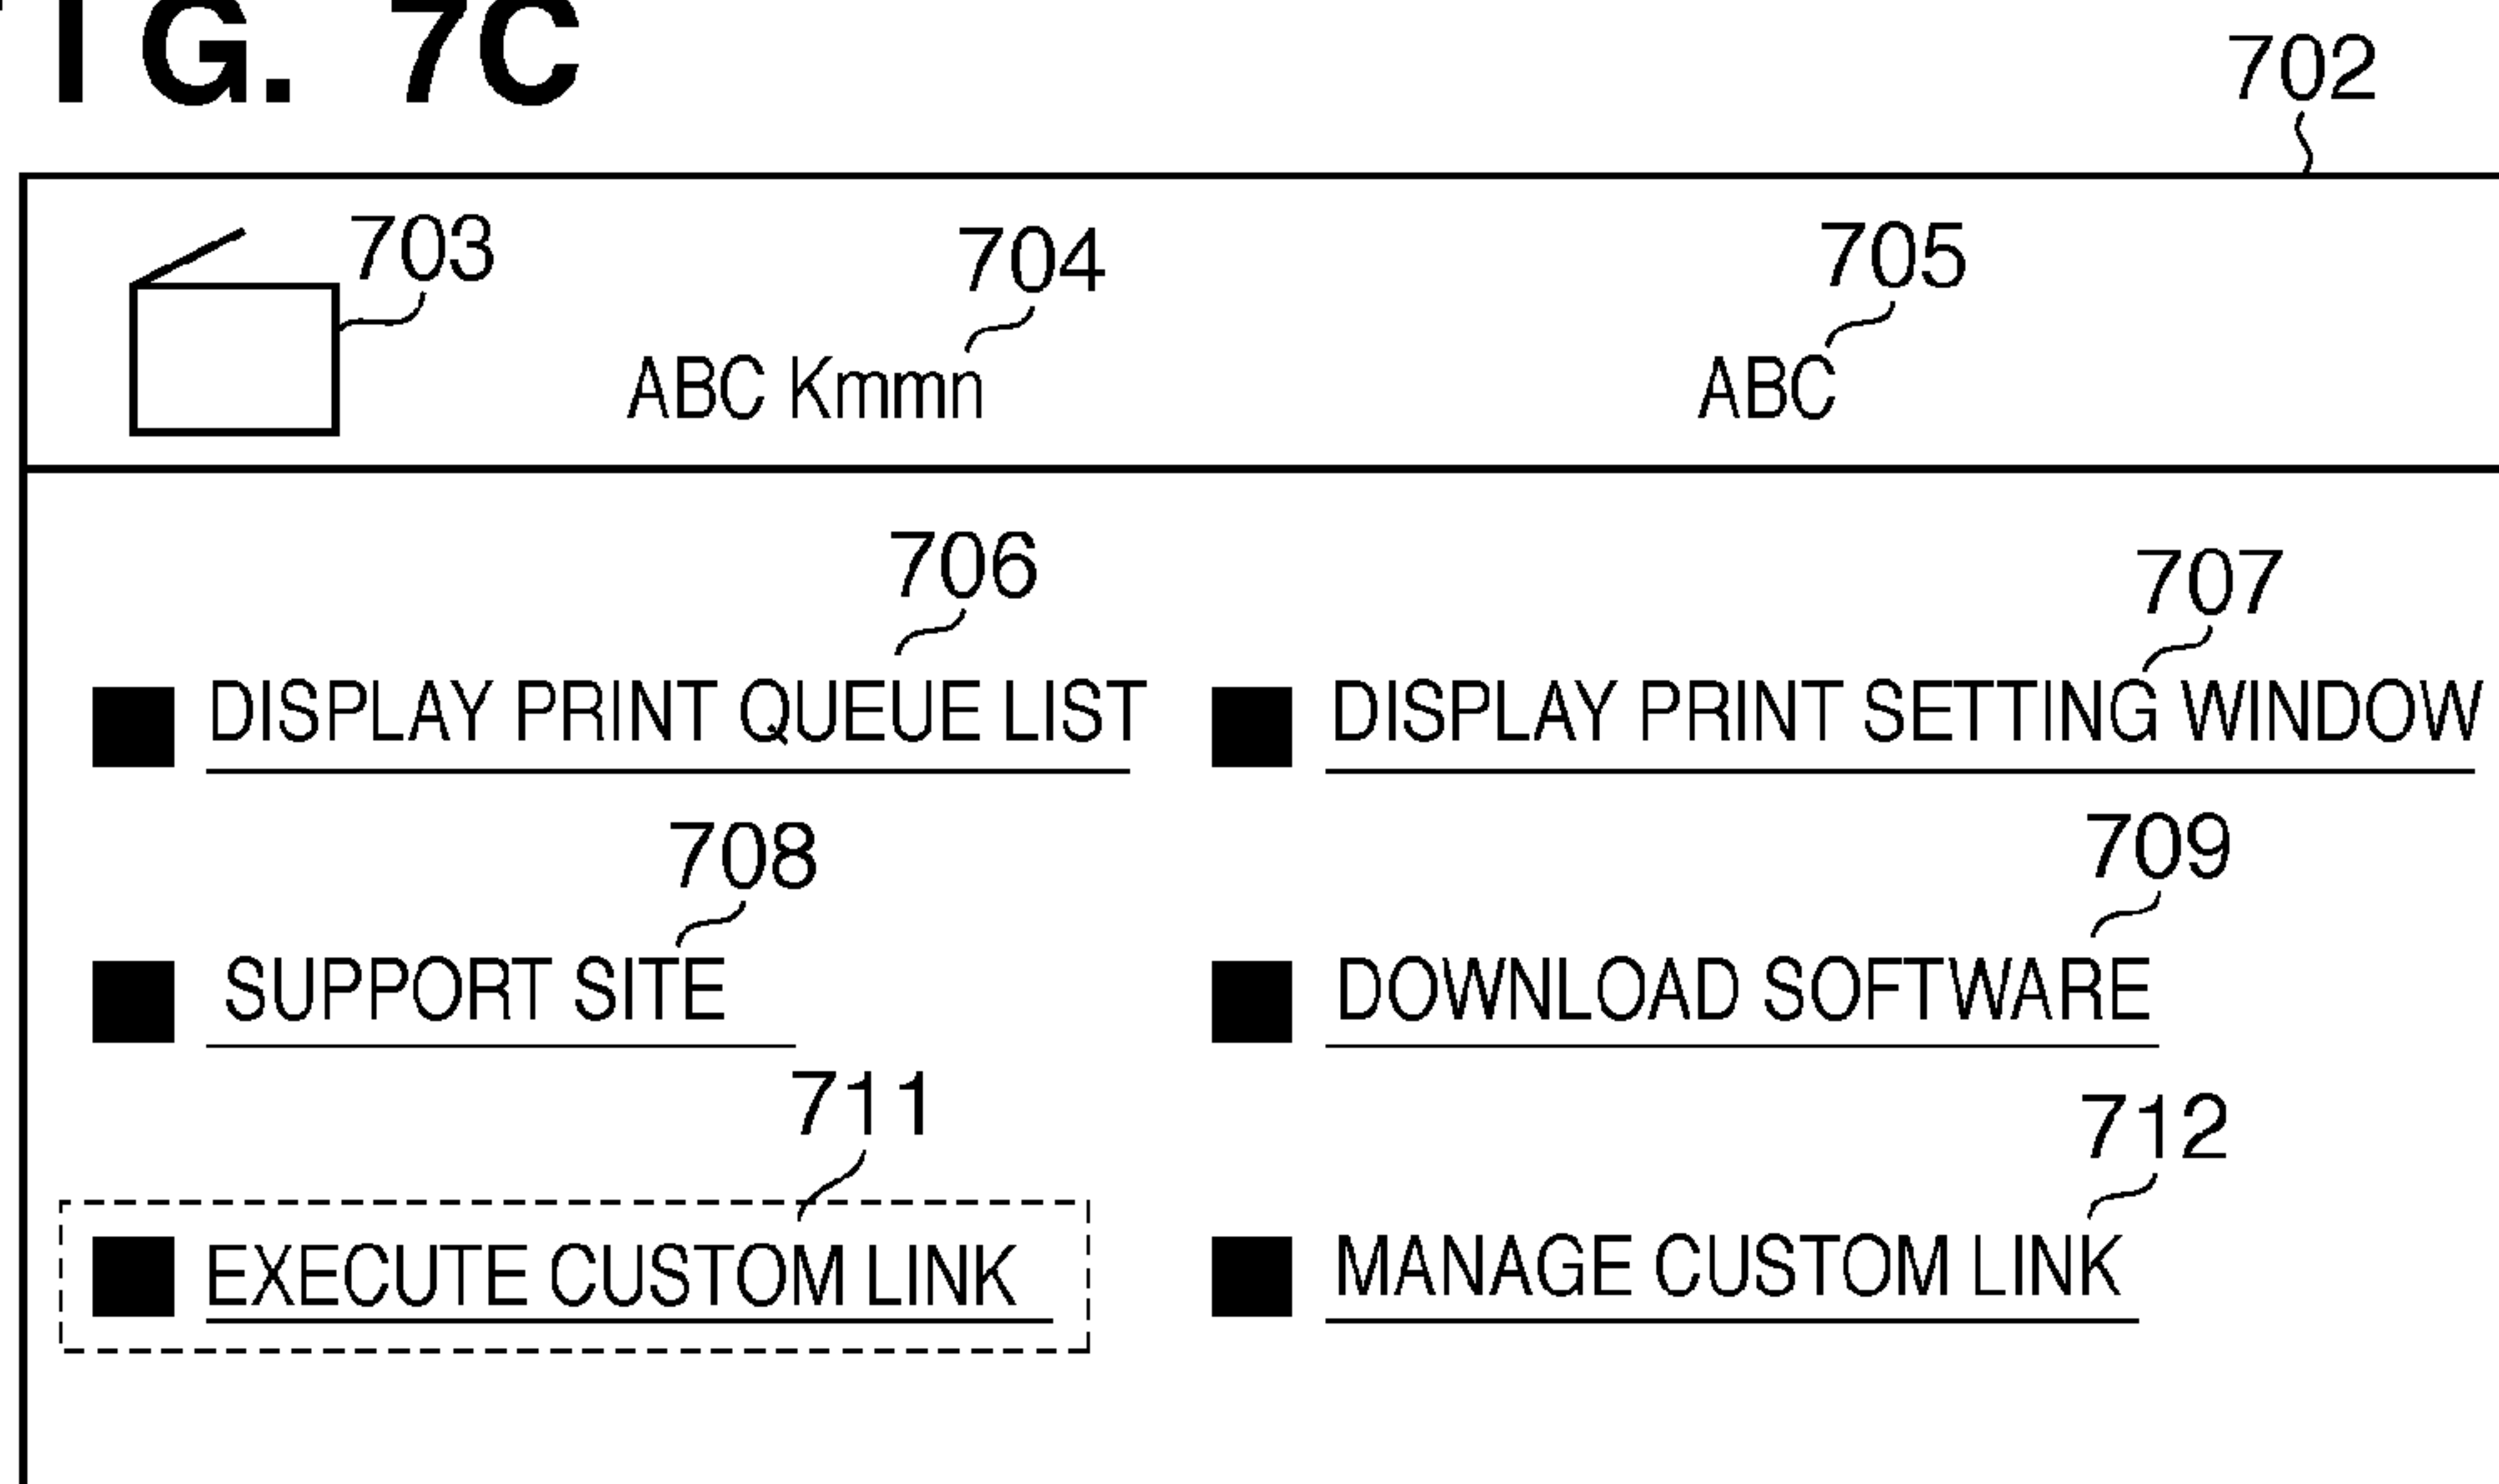 IG. 7C
702
703 704 705
ABC Kmmn ABC
706 707
DISPLAY PRINT QUEUE LIST DISPLAY PRINT SETTING WINDOW
708 709
SUPPORT SITE DOWNLOAD SOFTWARE
711 712
EXECUTE CUSTOM LINK MANAGE CUSTOM LINK